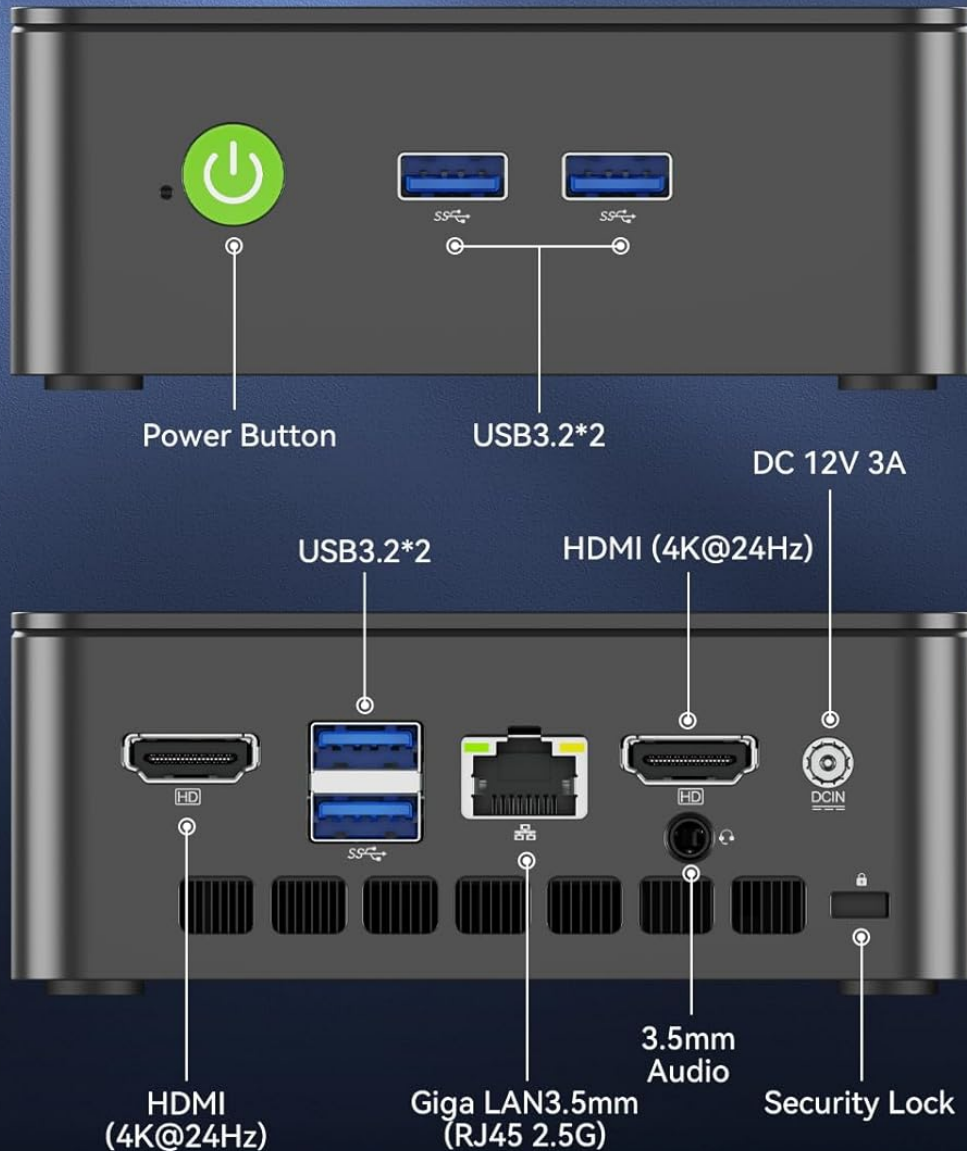 SS
SS
Power Button
USB3.2*2
DC 12V 3A
USB3.2*2
HDMI (4K@24Hz)
HD
SS
HD
DCIN
3.5mm
Audio
HDMI
(4K@24Hz)
Giga LAN3.5mm
(RJ45 2.5G)
Security Lock